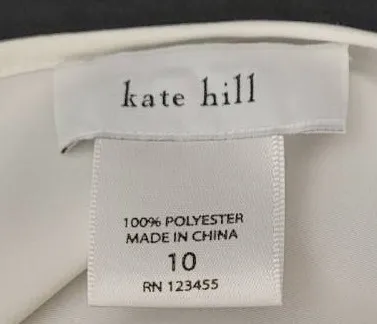 kate hill
100% POLYESTER
MADE IN CHINA
10
RN 123455